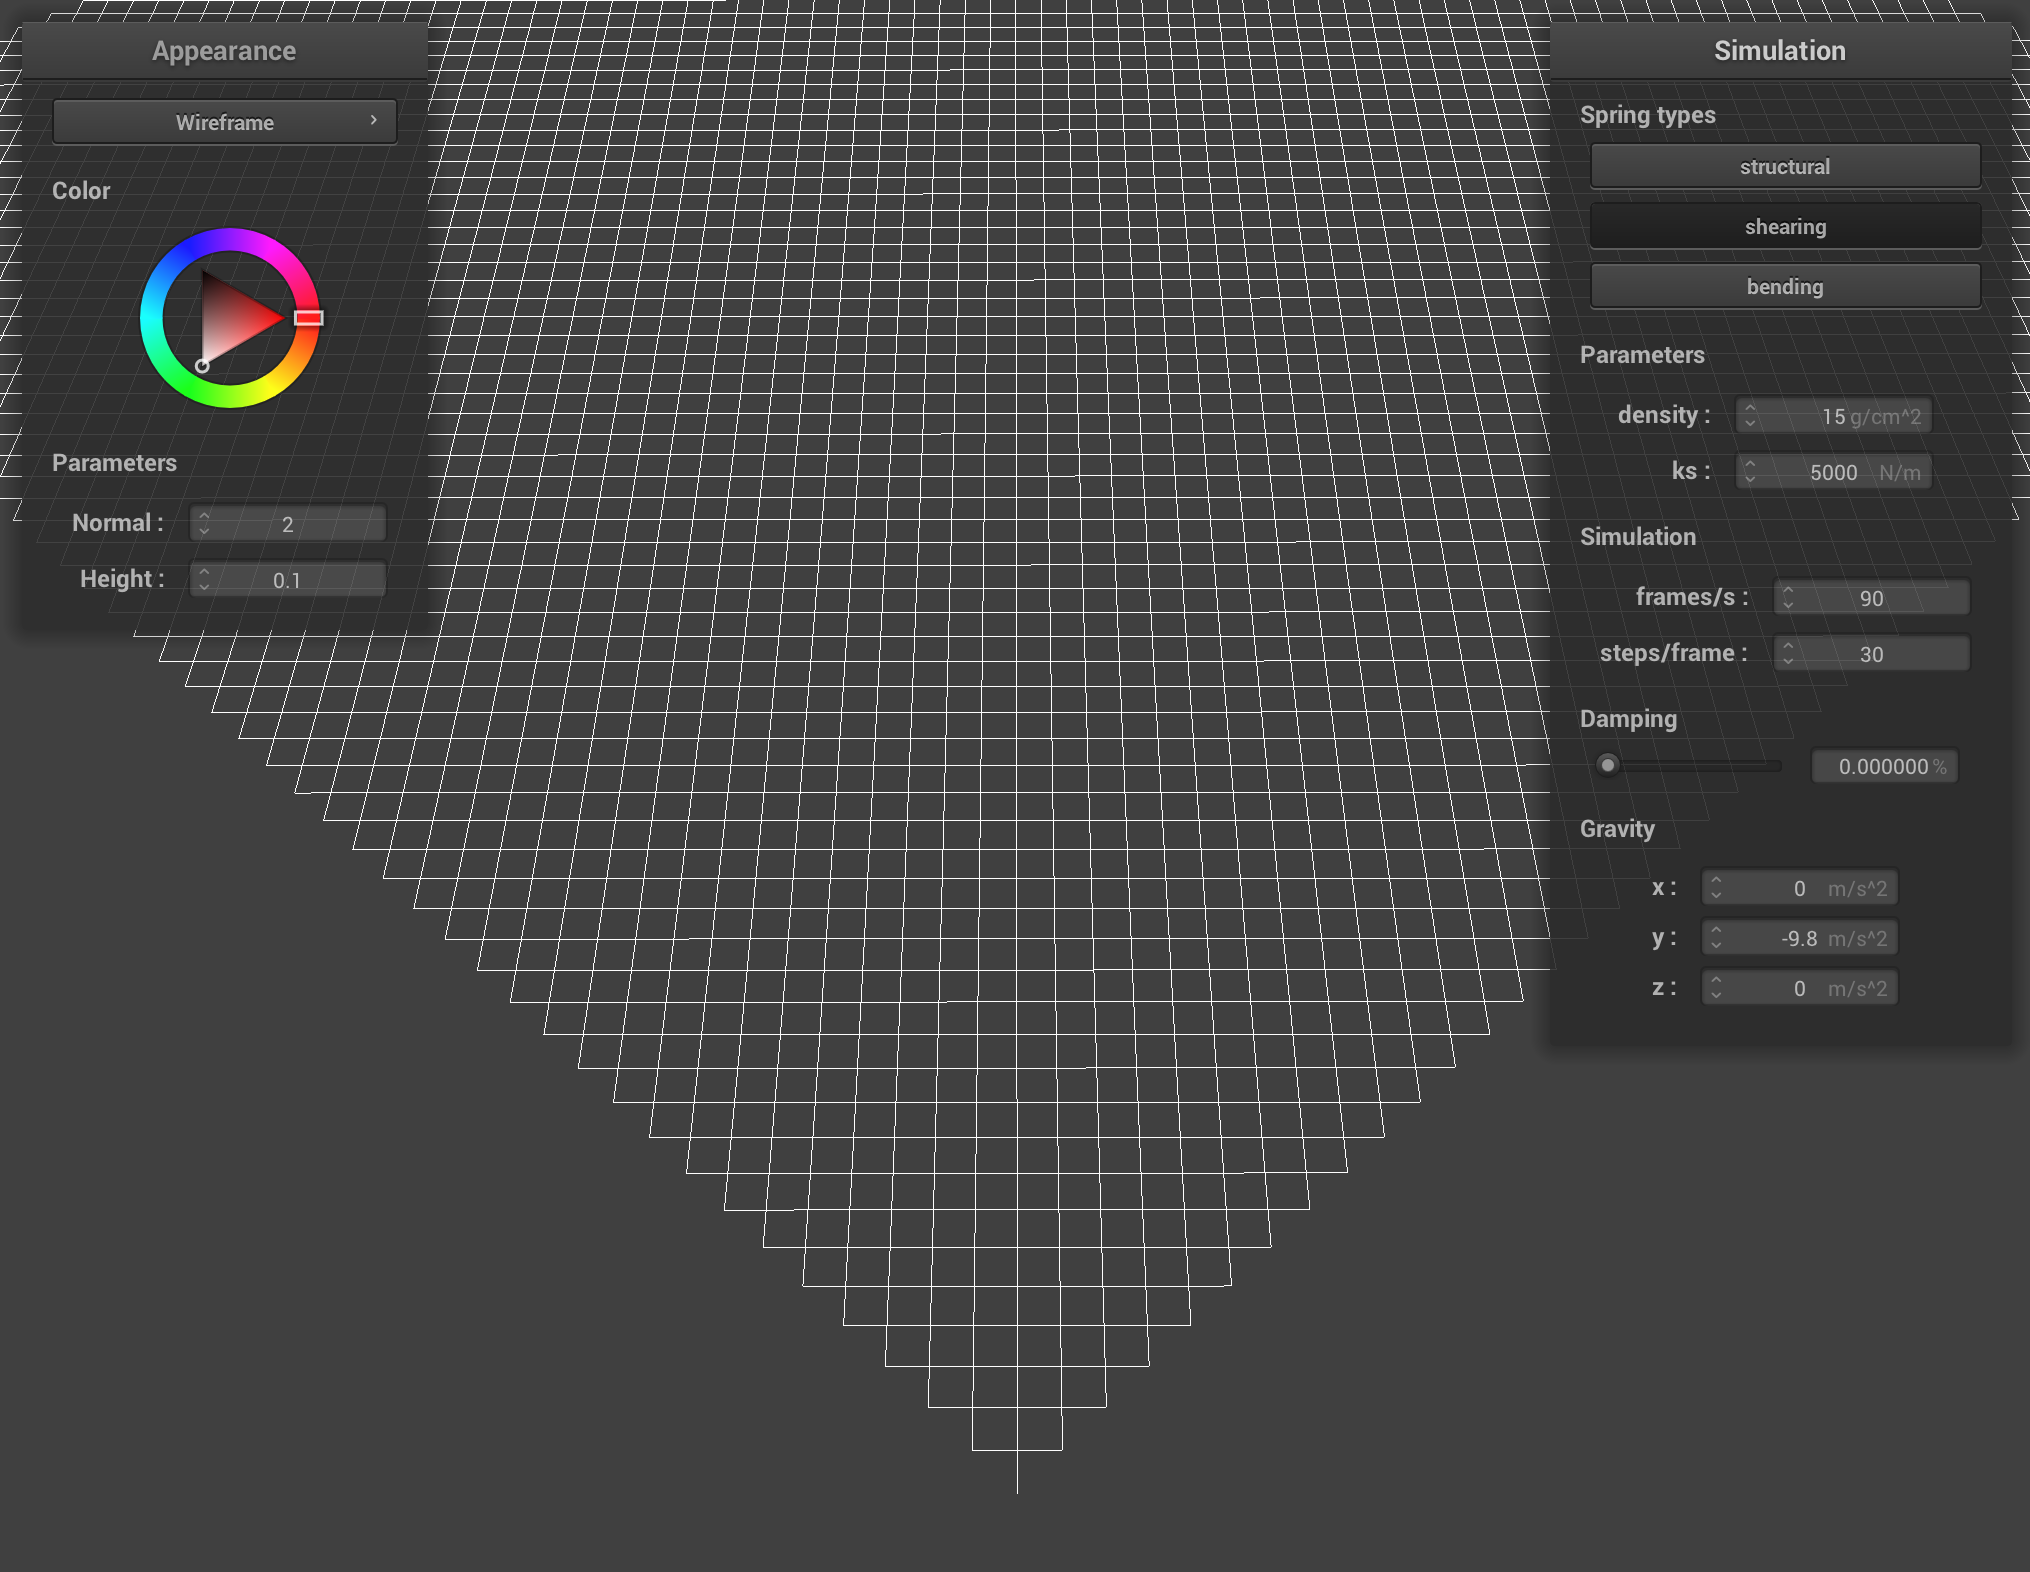 Appearance
Wireframe
Color
Parameters
Normal : 2
Height : 0.1
Simulation
Spring types
structural
shearing
bending
Parameters
density : 15 g/cm^2
ks : 5000 N/m
Simulation
frames/s : 90
steps/frame : 30
Damping
0.000000 %
Gravity
x : 0 m/s^2
y : -9.8 m/s^2
z : 0 m/s^2